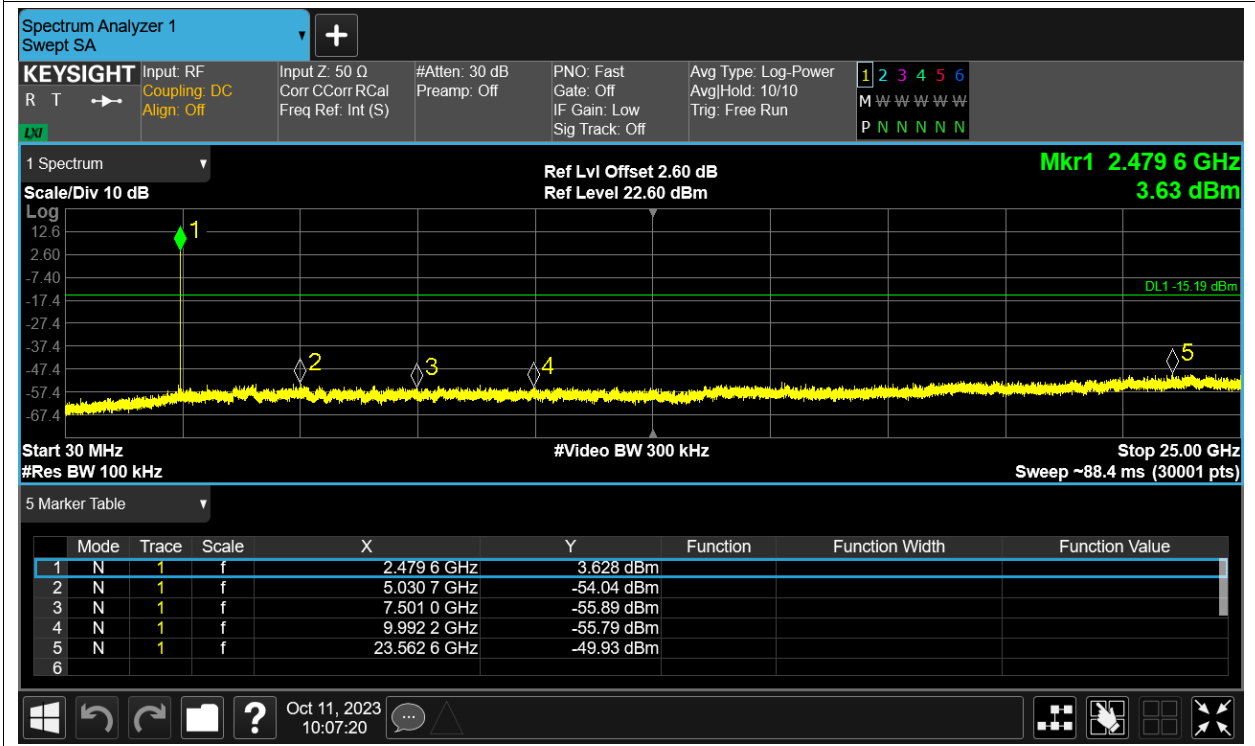 Spectrum Analyzer 1
Swept SA
KEYSIGHT
R T
LXI
Input: RF
Coupling: DC
Align: Off
Input Z: 50 Ω
Corr CCorr RCal
Freq Ref: Int (S)
#Atten: 30 dB
Preamp: Off
PNO: Fast
Gate: Off
IF Gain: Low
Sig Track: Off
Avg Type: Log-Power
Avg|Hold: 10/10
Trig: Free Run
1 2 3 4 5 6
M W W W W W
P N N N N N
1 Spectrum
Scale/Div 10 dB
Ref Lvl Offset 2.60 dB
Ref Level 22.60 dBm
Mkr1 2.479 6 GHz
3.63 dBm
Log
12.6
2.60
-7.40
-17.4
-27.4
-37.4
-47.4
-57.4
-67.4
1
2
3
4
5
DL1 -15.19 dBm
Start 30 MHz
#Video BW 300 kHz
Stop 25.00 GHz
#Res BW 100 kHz
Sweep ~88.4 ms (30001 pts)
5 Marker Table
Mode Trace Scale X Y Function Function Width Function Value
1 N 1 f 2.479 6 GHz 3.628 dBm
2 N 1 f 5.030 7 GHz -54.04 dBm
3 N 1 f 7.501 0 GHz -55.89 dBm
4 N 1 f 9.992 2 GHz -55.79 dBm
5 N 1 f 23.562 6 GHz -49.93 dBm
6
?
Oct 11, 2023
10:07:20